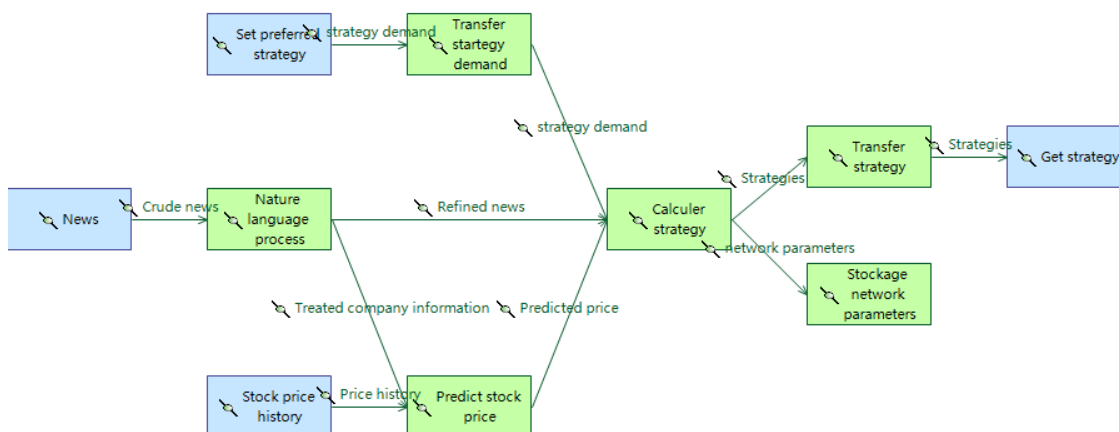 Set preferred
strategy
strategy demand
Transfer
startegy
demand
strategy demand
Transfer
strategy
Strategies
Get strategy
Strategies
News
Crude news
Nature
language
process
Refined news
Calculer
strategy
network parameters
Stockage
network
parameters
Treated company information
Predicted price
Stock price
history
Price history
Predict stock
price